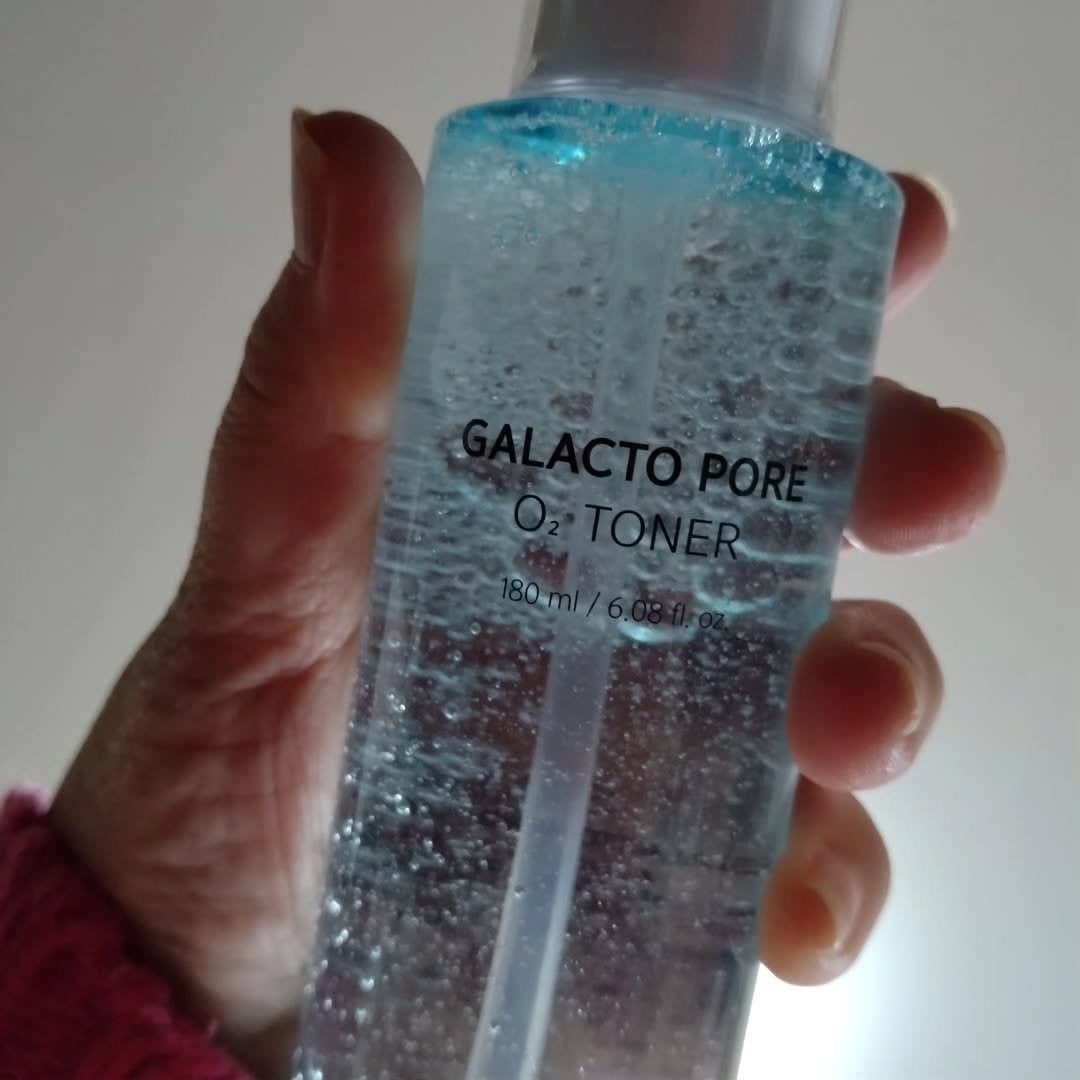 GALACTO PORE
O₂ TONER
180 ml / 6.08 fl. oz.